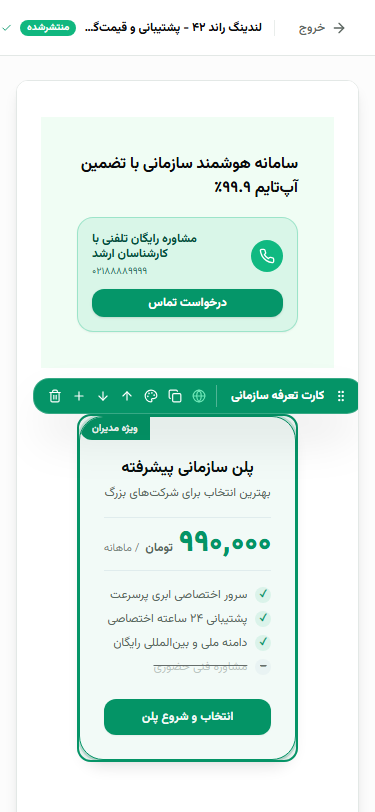 خروج
لندینگ راند ۴۲ - پشتیبانی و قیمت‌گ...
منتشرشده
سامانه هوشمند سازمانی با تضمین
آپ‌تایم ۹۹.۹٪
مشاوره رایگان تلفنی با
کارشناسان ارشد
۰۲۱۸۸۸۸۹۹۹۹
درخواست تماس
کارت تعرفه سازمانی
ویژه مدیران
پلن سازمانی پیشرفته
بهترین انتخاب برای شرکت‌های بزرگ
۹۹۰,۰۰۰ تومان / ماهانه
سرور اختصاصی ابری پرسرعت
پشتیبانی ۲۴ ساعته اختصاصی
دامنه ملی و بین‌المللی رایگان
مشاوره فنی حضوری
انتخاب و شروع پلن